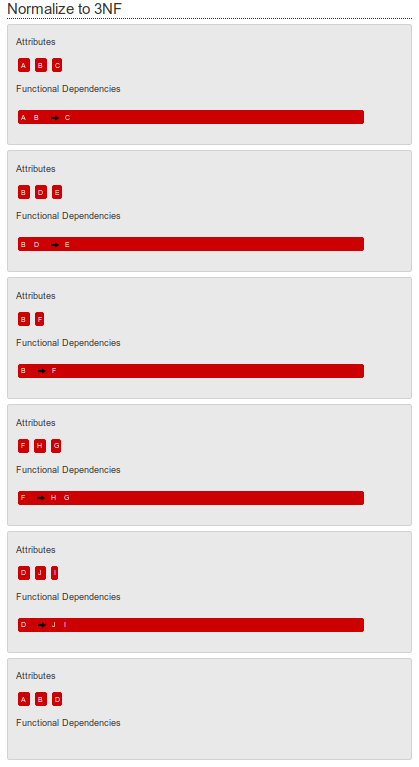 Normalize to 3NF
Attributes
A B C
Functional Dependencies
A B → C
Attributes
B D E
Functional Dependencies
B D → E
Attributes
B F
Functional Dependencies
B → F
Attributes
F H G
Functional Dependencies
F → H G
Attributes
D J I
Functional Dependencies
D → J I
Attributes
A B D
Functional Dependencies